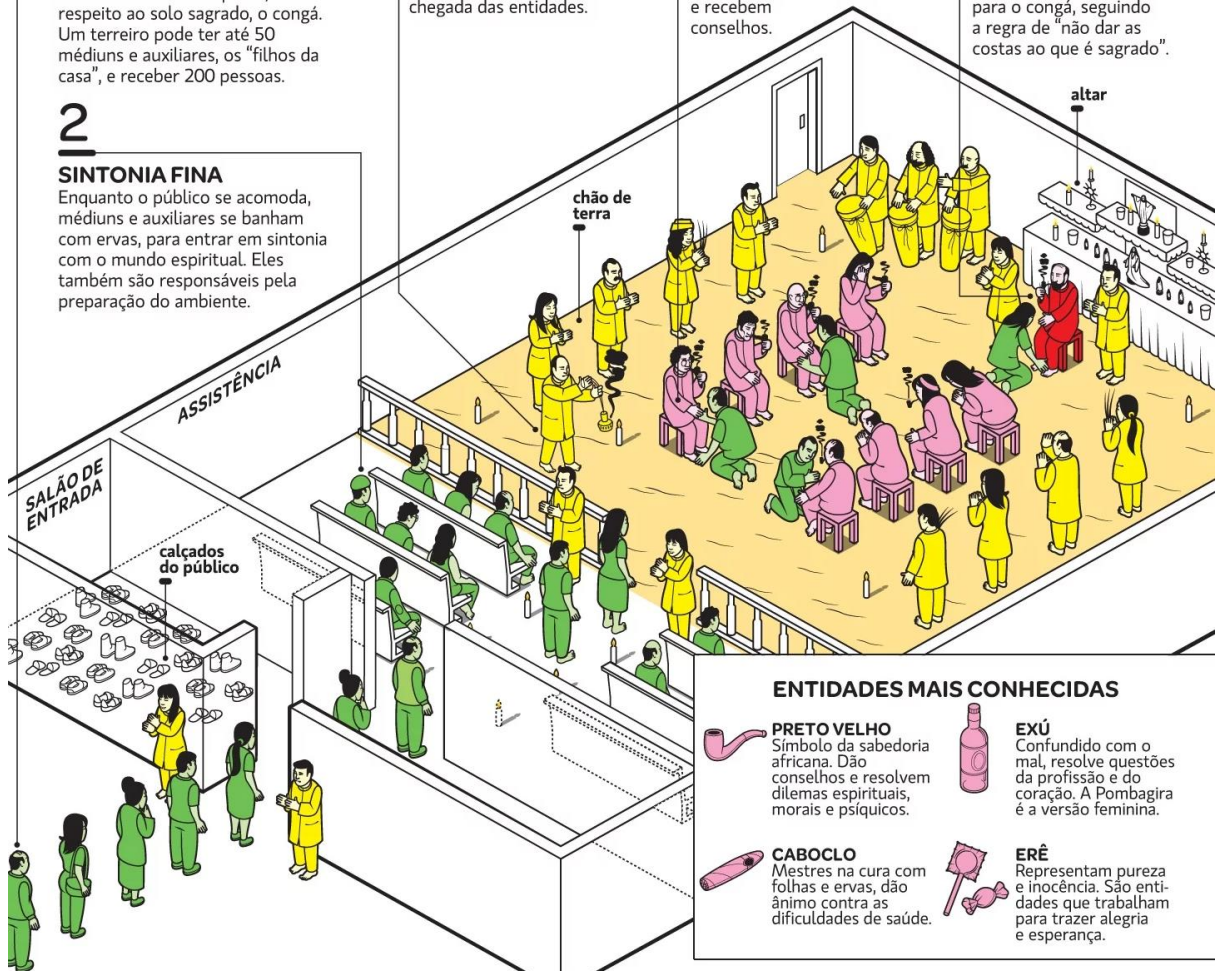 respeito ao solo sagrado, o congá.
Um terreiro pode ter até 50
médiuns e auxiliares, os “filhos da
casa”, e receber 200 pessoas.
2
SINTONIA FINA
Enquanto o público se acomoda,
médiuns e auxiliares se banham
com ervas, para entrar em sintonia
com o mundo espiritual. Eles
também são responsáveis pela
preparação do ambiente.
chegada das entidades.
e recebem
conselhos.
para o congá, seguindo
a regra de “não dar as
costas ao que é sagrado”.
altar
chão de
terra
ASSISTÊNCIA
SALÃO DE
ENTRADA
calçados
do público
ENTIDADES MAIS CONHECIDAS
PRETO VELHO
Símbolo da sabedoria
africana. Dão
conselhos e resolvem
dilemas espirituais,
morais e psíquicos.
EXÚ
Confundido com o
mal, resolve questões
da profissão e do
coração. A Pombagira
é a versão feminina.
CABOCLO
Mestres na cura com
folhas e ervas, dão
ânimo contra as
dificuldades de saúde.
ERÊ
Representam pureza
e inocência. São enti-
dades que trabalham
para trazer alegria
e esperança.